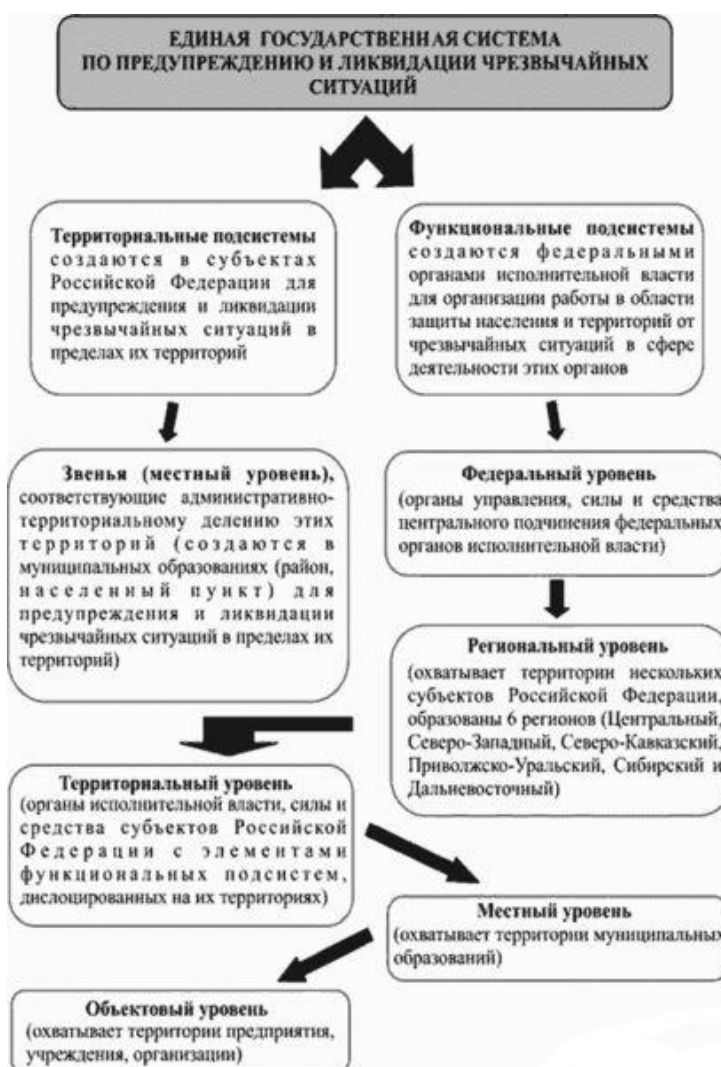 ЕДИНАЯ ГОСУДАРСТВЕННАЯ СИСТЕМА
ПО ПРЕДУПРЕЖДЕНИЮ И ЛИКВИДАЦИИ ЧРЕЗВЫЧАЙНЫХ
СИТУАЦИЙ
Территориальные подсистемы
создаются в субъектах
Российской Федерации для
предупреждения и ликвидации
чрезвычайных ситуаций в
пределах их территорий
Функциональные подсистемы
создаются федеральными
органами исполнительной власти
для организации работы в области
защиты населения и территорий от
чрезвычайных ситуаций в сфере
деятельности этих органов
Звенья (местный уровень),
соответствующие административно-
территориальному делению этих
территорий (создаются в
муниципальных образованиях (район,
населенный пункт) для
предупреждения и ликвидации
чрезвычайных ситуаций в пределах их
территорий)
Федеральный уровень
(органы управления, силы и средства
центрального подчинения федеральных
органов исполнительной власти)
Региональный уровень
(охватывает территории нескольких
субъектов Российской Федерации,
образованы 6 регионов (Центральный,
Северо-Западный, Северо-Кавказский,
Приволжско-Уральский, Сибирский и
Дальневосточный)
Территориальный уровень
(органы исполнительной власти, силы и
средства субъектов Российской
Федерации с элементами
функциональных подсистем,
дислоцированных на их территориях)
Местный уровень
(охватывает территории муниципальных
образований)
Объектовый уровень
(охватывает территории предприятия,
учреждения, организации)